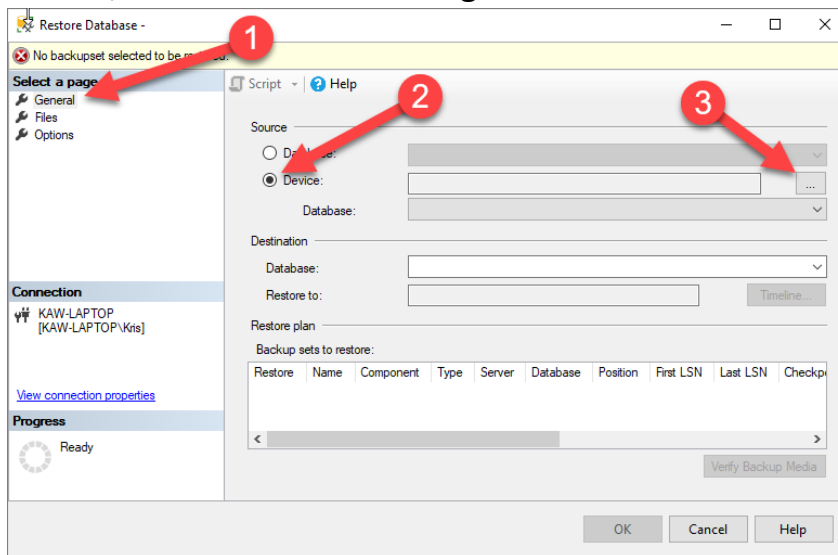 Restore Database -
No backupset selected to be
Select a page
General
Files
Options
Script
Help
1
2
3
Source
Device:
...
Database:
Destination
Database:
Restore to:
Timeline...
Restore plan
Backup sets to restore:
Restore Name Component Type Server Database Position First LSN Last LSN
Connection
KAW-LAPTOP
[KAW-LAPTOP\Kris]
View connection properties
Progress
Ready
Verify Backup Media
OK Cancel Help